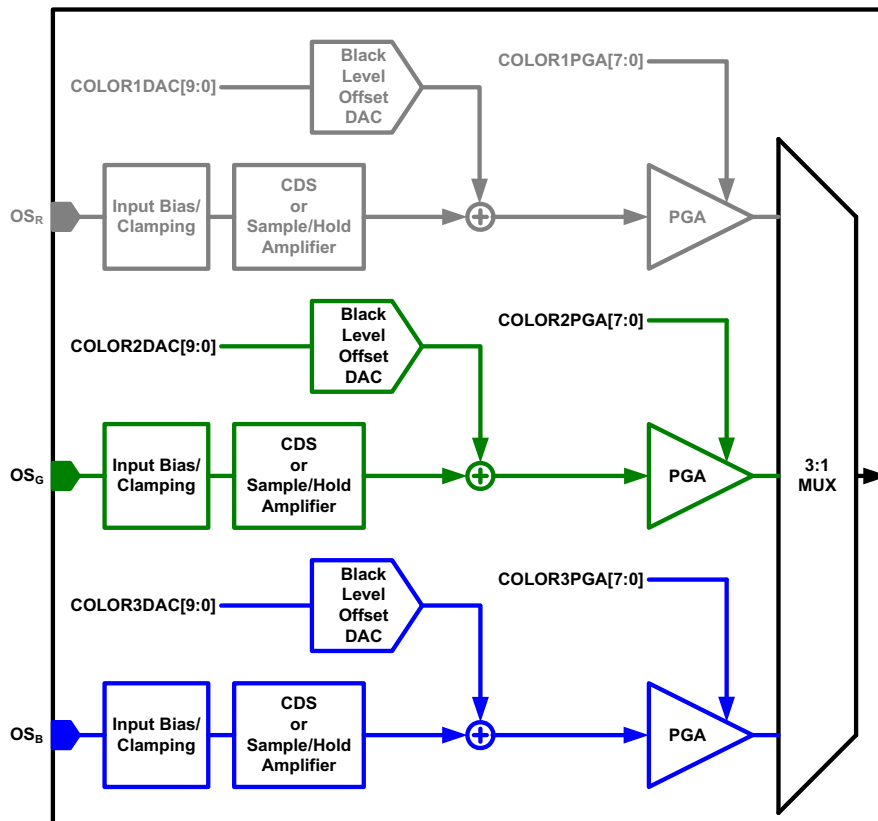 COLOR1DAC[9:0]
Black
Level
Offset
DAC
COLOR1PGA[7:0]
OSR
Input Bias/
Clamping
CDS
or
Sample/Hold
Amplifier
PGA
COLOR2DAC[9:0]
Black
Level
Offset
DAC
COLOR2PGA[7:0]
OSG
Input Bias/
Clamping
CDS
or
Sample/Hold
Amplifier
PGA
3:1
MUX
COLOR3DAC[9:0]
Black
Level
Offset
DAC
COLOR3PGA[7:0]
OSB
Input Bias/
Clamping
CDS
or
Sample/Hold
Amplifier
PGA